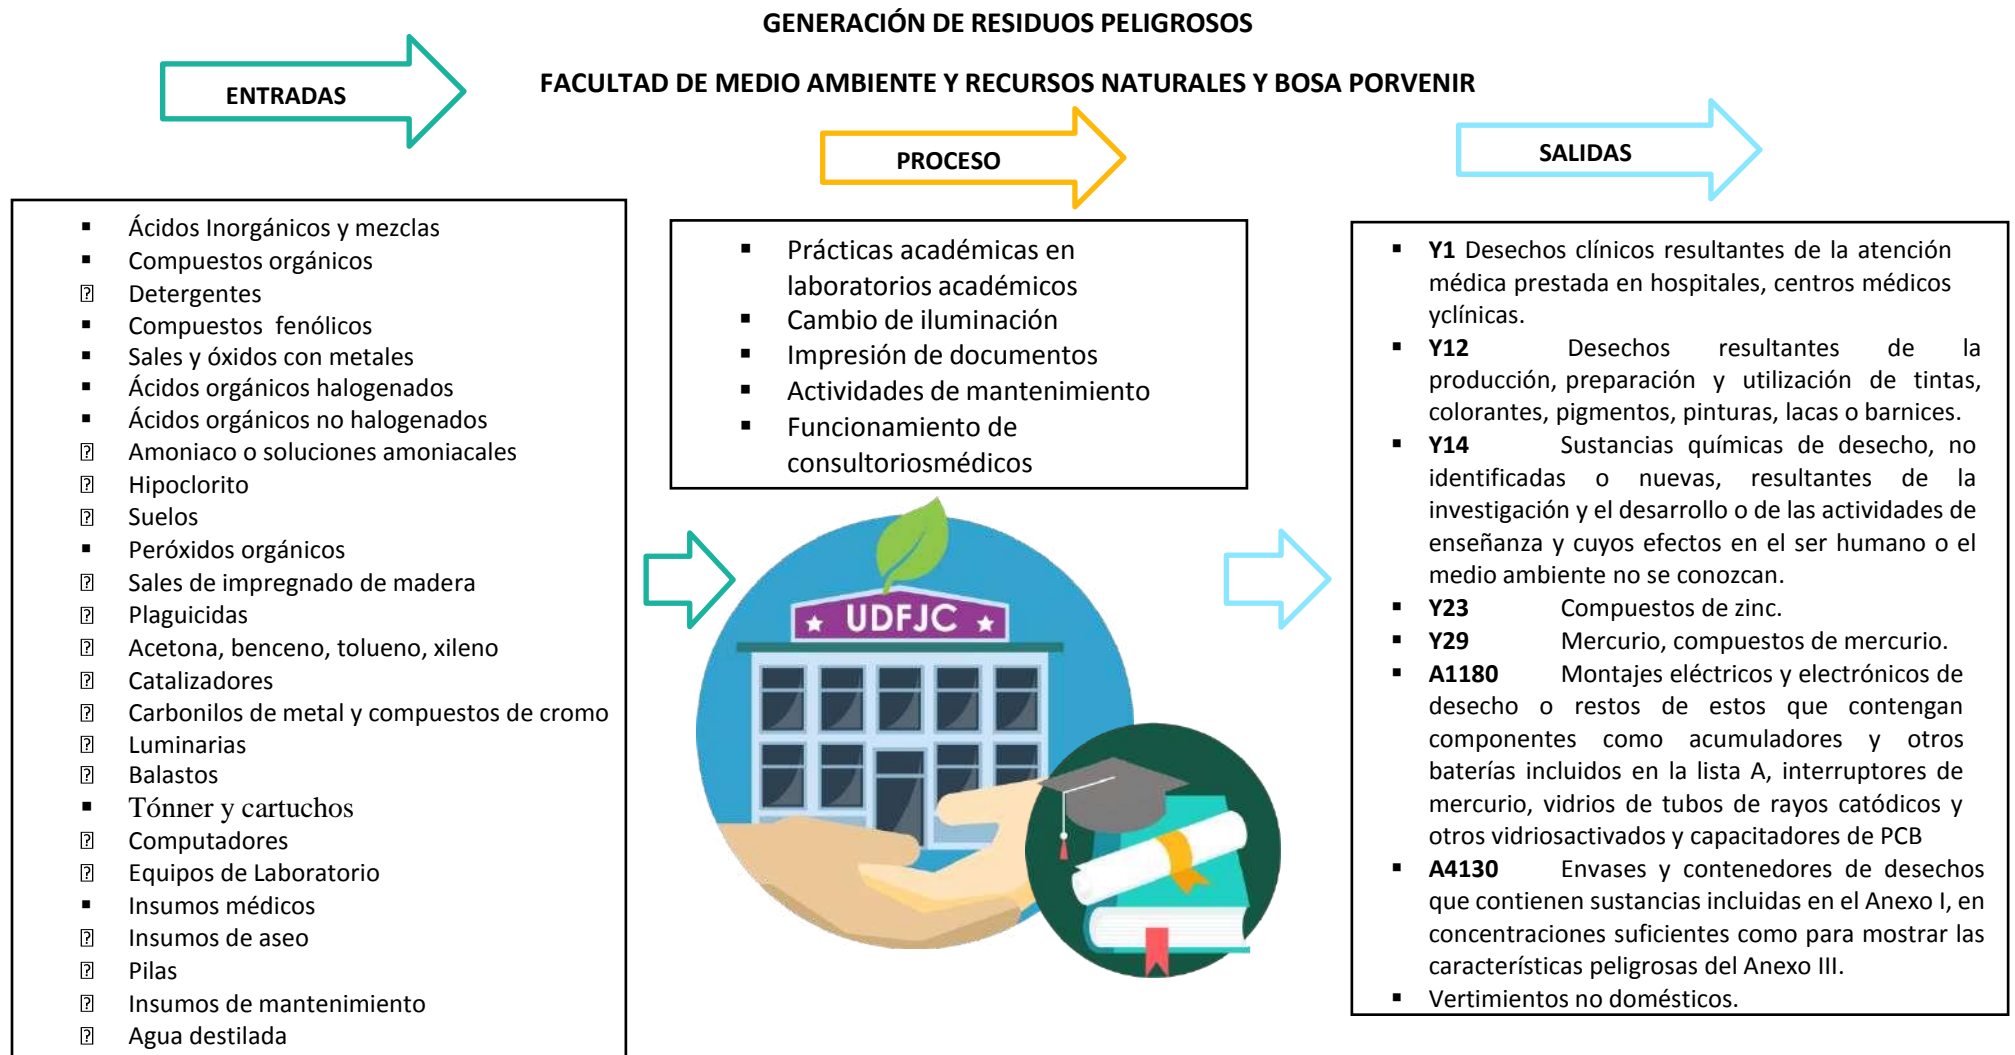 GENERACIÓN DE RESIDUOS PELIGROSOS
FACULTAD DE MEDIO AMBIENTE Y RECURSOS NATURALES Y BOSA PORVENIR
ENTRADAS
▪ Ácidos Inorgánicos y mezclas
▪ Compuestos orgánicos
⍰ Detergentes
▪ Compuestos  fenólicos
▪ Sales y óxidos con metales
▪ Ácidos orgánicos halogenados
▪ Ácidos orgánicos no halogenados
⍰ Amoniaco o soluciones amoniacales
⍰ Hipoclorito
⍰ Suelos
▪ Peróxidos orgánicos
⍰ Sales de impregnado de madera
⍰ Plaguicidas
⍰ Acetona, benceno, tolueno, xileno
⍰ Catalizadores
⍰ Carbonilos de metal y compuestos de cromo
⍰ Luminarias
⍰ Balastos
▪ Tónner y cartuchos
⍰ Computadores
⍰ Equipos de Laboratorio
▪ Insumos médicos
⍰ Insumos de aseo
⍰ Pilas
⍰ Insumos de mantenimiento
⍰ Agua destilada
PROCESO
▪ Prácticas académicas en
laboratorios académicos
▪ Cambio de iluminación
▪ Impresión de documentos
▪ Actividades de mantenimiento
▪ Funcionamiento de
consultoriosmédicos
UDFJC
SALIDAS
▪ Y1 Desechos clínicos resultantes de la atención
médica prestada en hospitales, centros médicos
yclínicas.
▪ Y12 Desechos resultantes de la
producción, preparación y utilización de tintas,
colorantes, pigmentos, pinturas, lacas o barnices.
▪ Y14 Sustancias químicas de desecho, no
identificadas o nuevas, resultantes de la
investigación y el desarrollo o de las actividades de
enseñanza y cuyos efectos en el ser humano o el
medio ambiente no se conozcan.
▪ Y23 Compuestos de zinc.
▪ Y29 Mercurio, compuestos de mercurio.
▪ A1180 Montajes eléctricos y electrónicos de
desecho o restos de estos que contengan
componentes como acumuladores y otros
baterías incluidos en la lista A, interruptores de
mercurio, vidrios de tubos de rayos catódicos y
otros vidriosactivados y capacitadores de PCB
▪ A4130 Envases y contenedores de desechos
que contienen sustancias incluidas en el Anexo I, en
concentraciones suficientes como para mostrar las
características peligrosas del Anexo III.
▪ Vertimientos no domésticos.